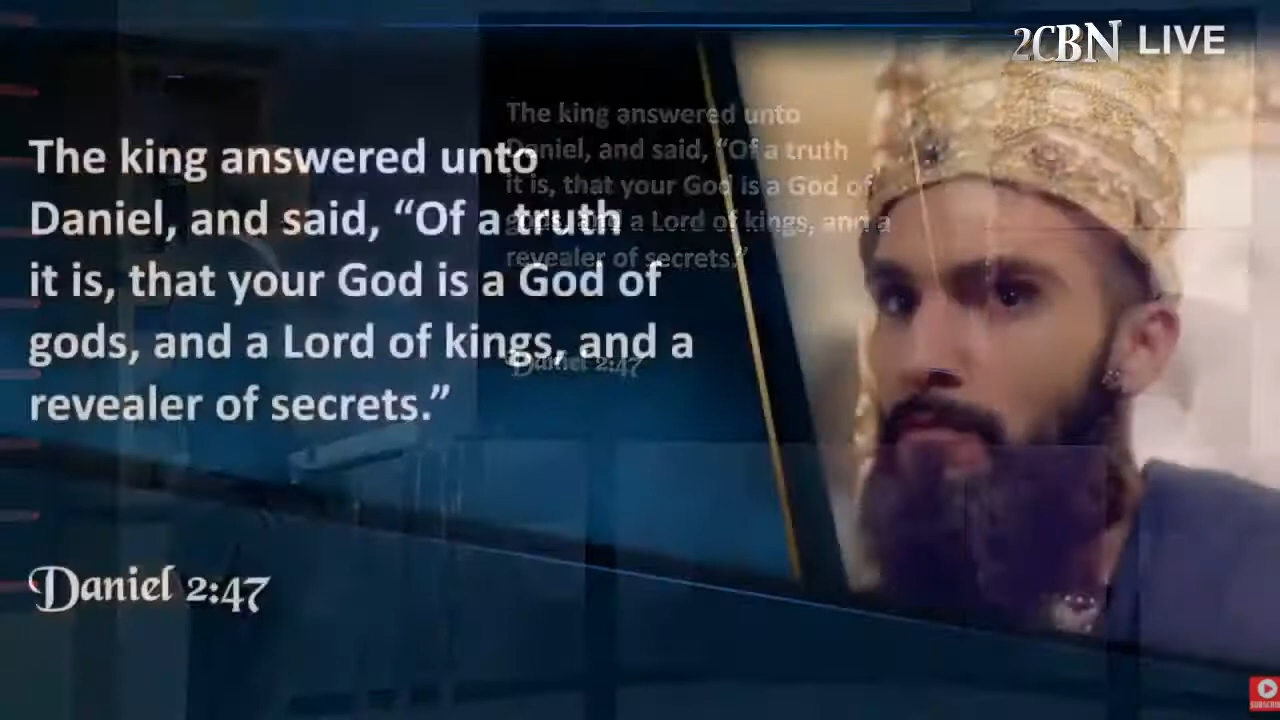 2CBN LIVE
The king answered unto
Daniel, and said, “Of a truth
it is, that your God is a God of
gods, and a Lord of kings, and a
revealer of secrets.”
Daniel 2:47
The king answered unto
Daniel, and said, “Of a truth
it is, that your God is a God of
gods, and a Lord of kings, and a
revealer of secrets.”
Daniel 2:47
SUBSCRIBE